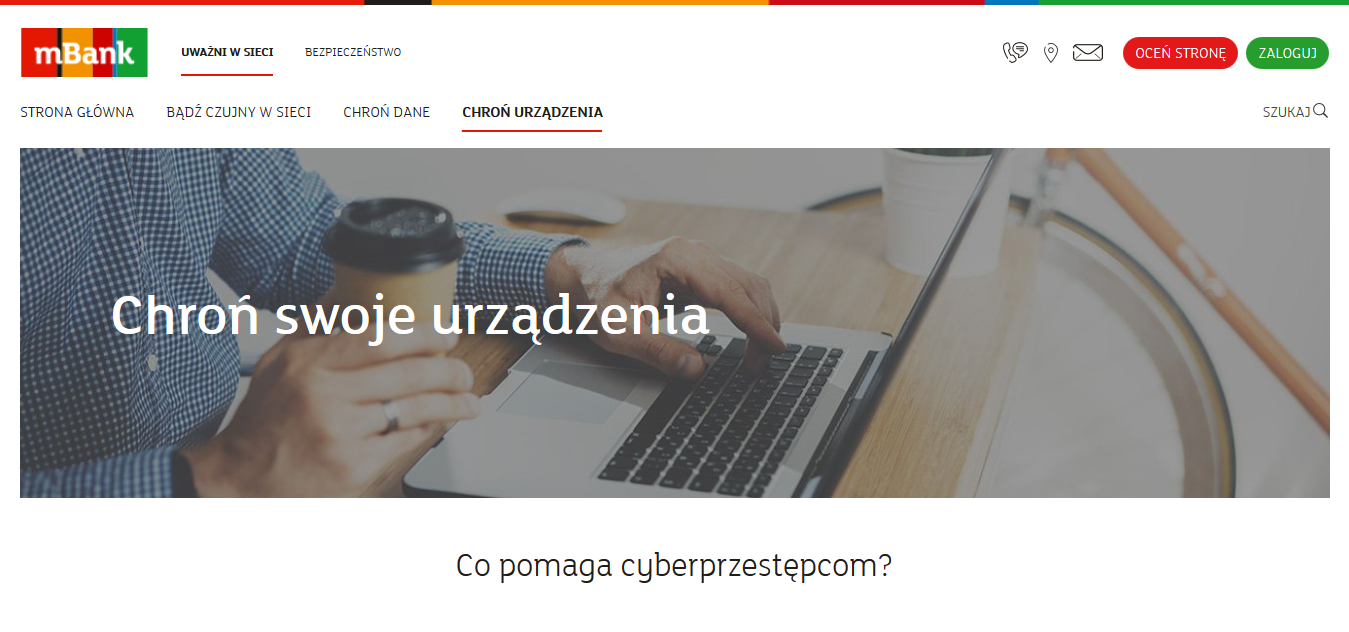 mBank
UWAŻNI W SIECI
BEZPIECZEŃSTWO
OCEŃ STRONĘ
ZALOGUJ
STRONA GŁÓWNA
BĄDŹ CZUJNY W SIECI
CHROŃ DANE
CHROŃ URZĄDZENIA
SZUKAJ
Chroń swoje urządzenia
Co pomaga cyberprzestępcom?